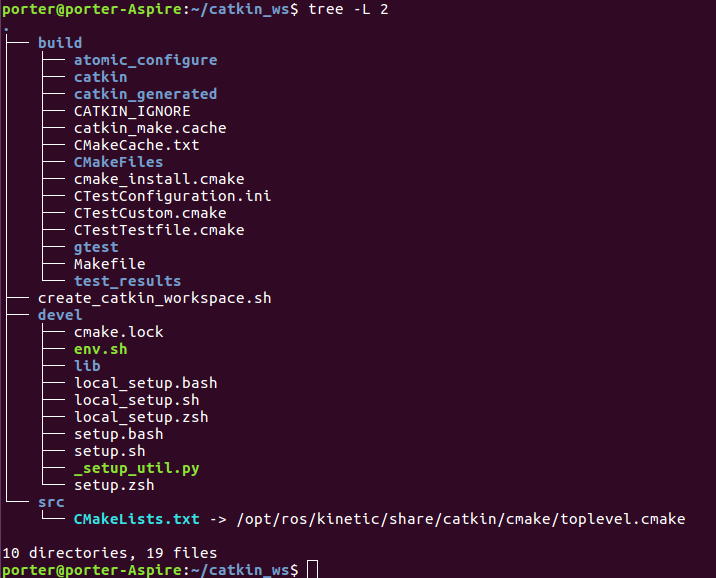 porter@porter-Aspire:~/catkin_ws$ tree -L 2
.
├── build
│   ├── atomic_configure
│   ├── catkin
│   ├── catkin_generated
│   ├── CATKIN_IGNORE
│   ├── catkin_make.cache
│   ├── CMakeCache.txt
│   ├── CMakeFiles
│   ├── cmake_install.cmake
│   ├── CTestConfiguration.ini
│   ├── CTestCustom.cmake
│   ├── CTestTestfile.cmake
│   ├── gtest
│   ├── Makefile
│   └── test_results
├── create_catkin_workspace.sh
├── devel
│   ├── cmake.lock
│   ├── env.sh
│   ├── lib
│   ├── local_setup.bash
│   ├── local_setup.sh
│   ├── local_setup.zsh
│   ├── setup.bash
│   ├── setup.sh
│   ├── _setup_util.py
│   └── setup.zsh
└── src
    └── CMakeLists.txt -> /opt/ros/kinetic/share/catkin/cmake/toplevel.cmake

10 directories, 19 files
porter@porter-Aspire:~/catkin_ws$